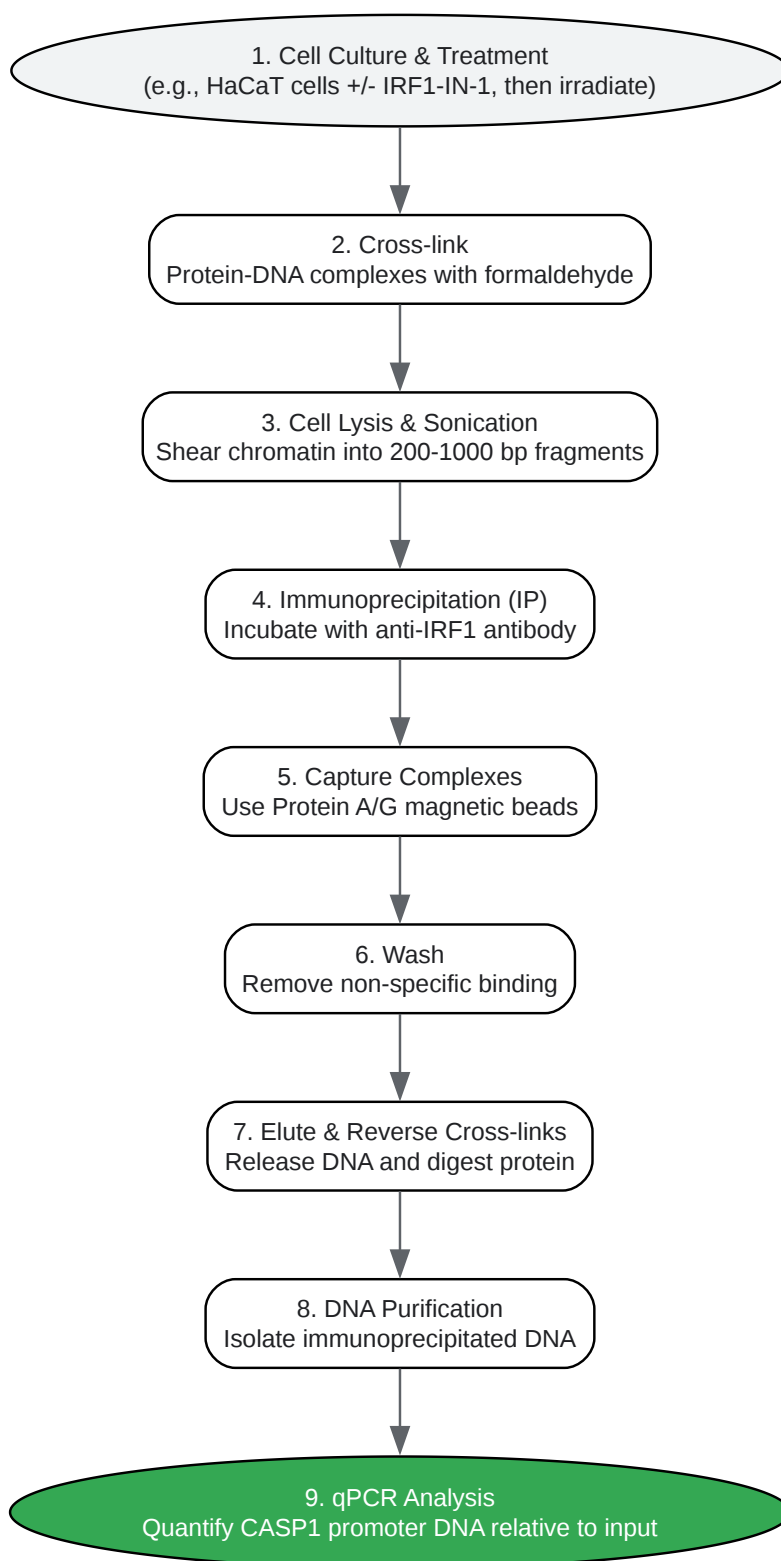 1. Cell Culture & Treatment
(e.g., HaCaT cells +/- IRF1-IN-1, then irradiate)
2. Cross-link
Protein-DNA complexes with formaldehyde
3. Cell Lysis & Sonication
Shear chromatin into 200-1000 bp fragments
4. Immunoprecipitation (IP)
Incubate with anti-IRF1 antibody
5. Capture Complexes
Use Protein A/G magnetic beads
6. Wash
Remove non-specific binding
7. Elute & Reverse Cross-links
Release DNA and digest protein
8. DNA Purification
Isolate immunoprecipitated DNA
9. qPCR Analysis
Quantify CASP1 promoter DNA relative to input